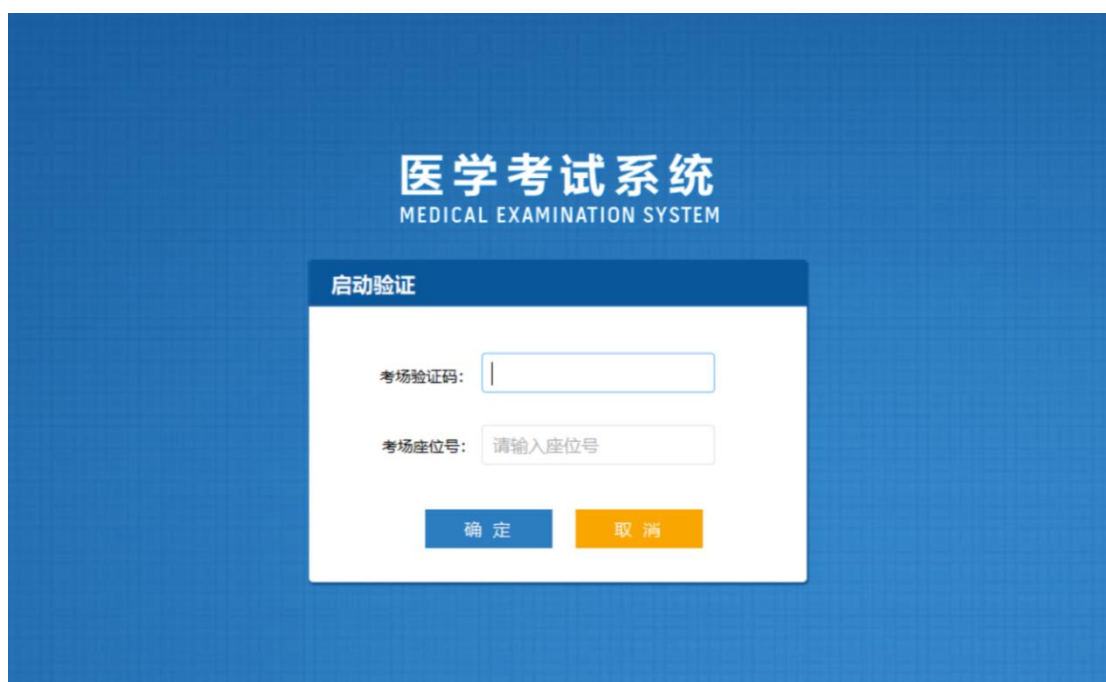 医学考试系统
MEDICAL EXAMINATION SYSTEM
启动验证
考场验证码：
考场座位号： 请输入座位号
确 定 取 消